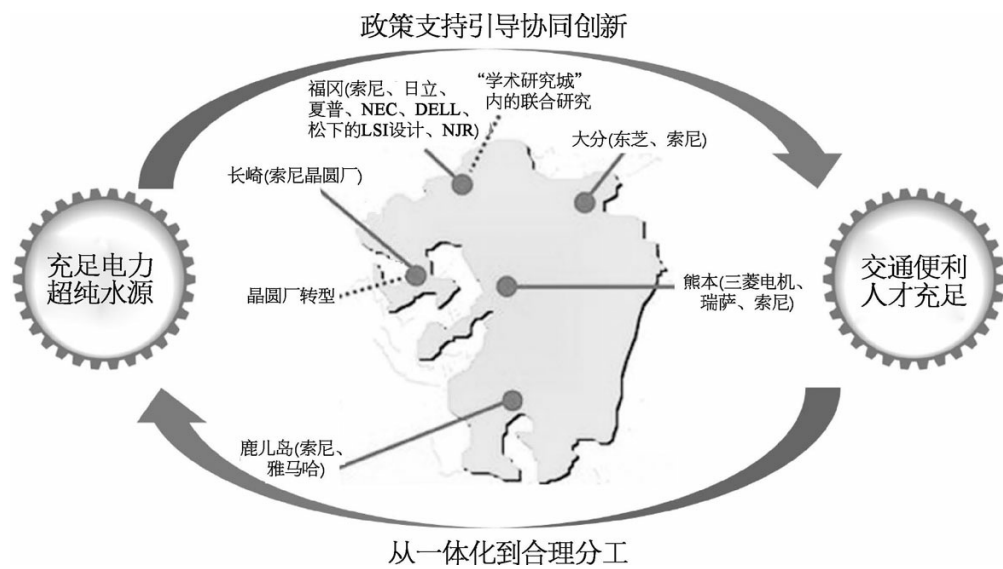 政策支持引导协同创新
福冈(索尼、日立、
夏普、NEC、DELL、
松下的LSI设计、NJR)
“学术研究城”
内的联合研究
大分(东芝、索尼)
长崎(索尼晶圆厂)
充足电力
超纯水源
交通便利
人才充足
晶圆厂转型
熊本(三菱电机、
瑞萨、索尼)
鹿儿岛(索尼、
雅马哈)
从一体化到合理分工